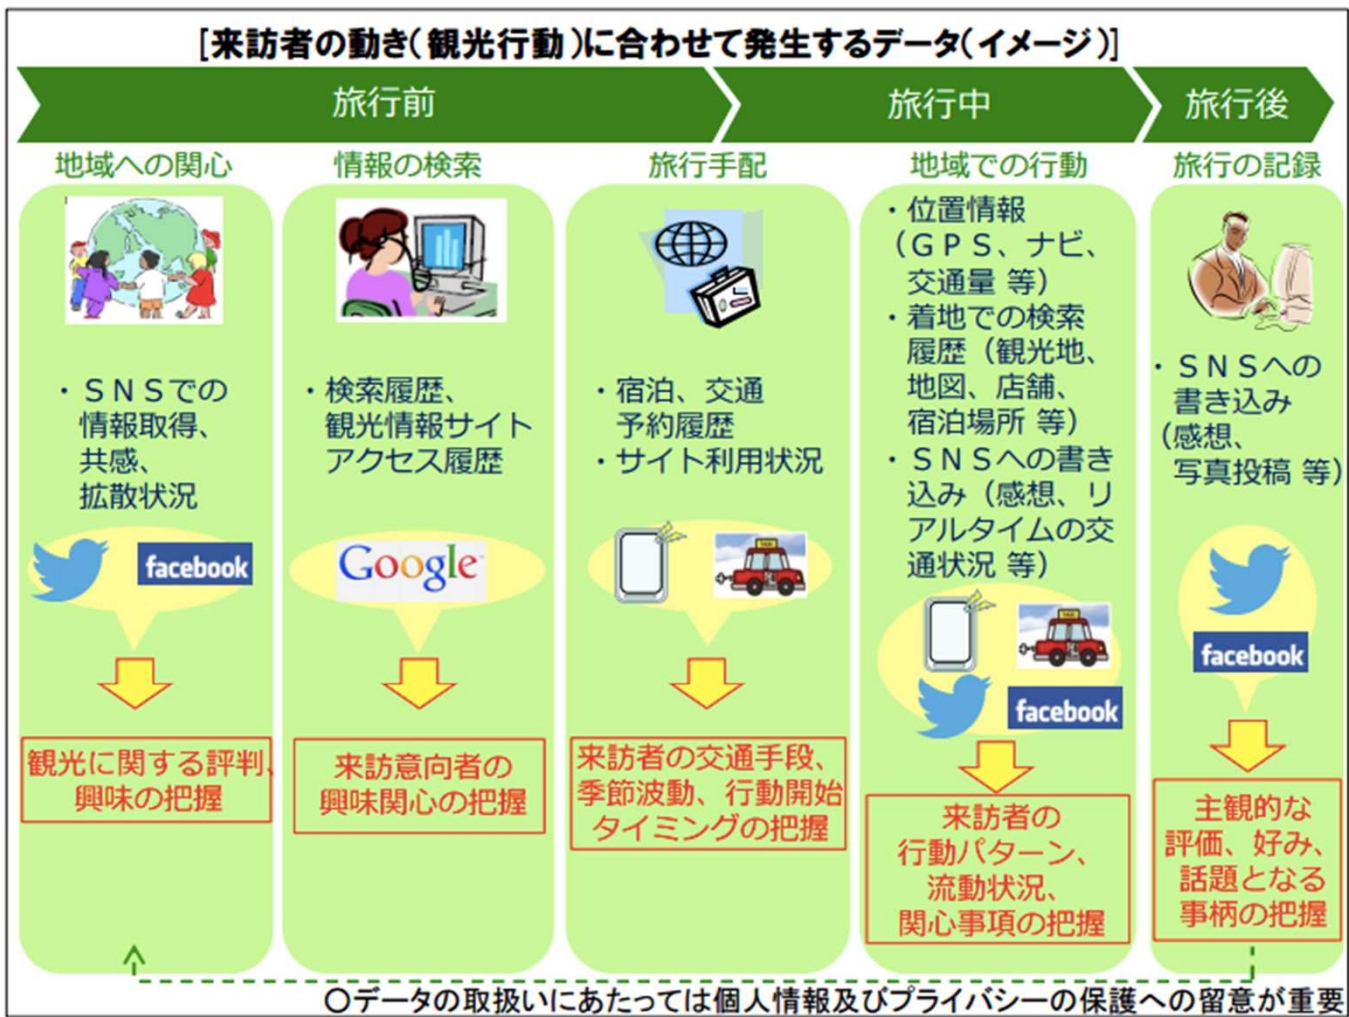 [来訪者の動き(観光行動)に合わせて発生するデータ(イメージ)]
旅行前
旅行中
旅行後
地域への関心
・ＳＮＳでの
情報取得、
共感、
拡散状況
facebook
観光に関する評判、
興味の把握
情報の検索
・検索履歴、
観光情報サイト
アクセス履歴
Google
来訪意向者の
興味関心の把握
旅行手配
・宿泊、交通
予約履歴
・サイト利用状況
TAXI
来訪者の交通手段、
季節波動、行動開始
タイミングの把握
地域での行動
・位置情報
（ＧＰＳ、ナビ、
交通量 等）
・着地での検索
履歴（観光地、
地図、店舗、
宿泊場所 等）
・ＳＮＳへの書き
込み（感想、リ
アルタイムの交
通状況 等）
TAXI
facebook
来訪者の
行動パターン、
流動状況、
関心事項の把握
旅行の記録
・ＳＮＳへの
書き込み
（感想、
写真投稿 等）
facebook
主観的な
評価、好み、
話題となる
事柄の把握
○データの取扱いにあたっては個人情報及びプライバシーの保護への留意が重要